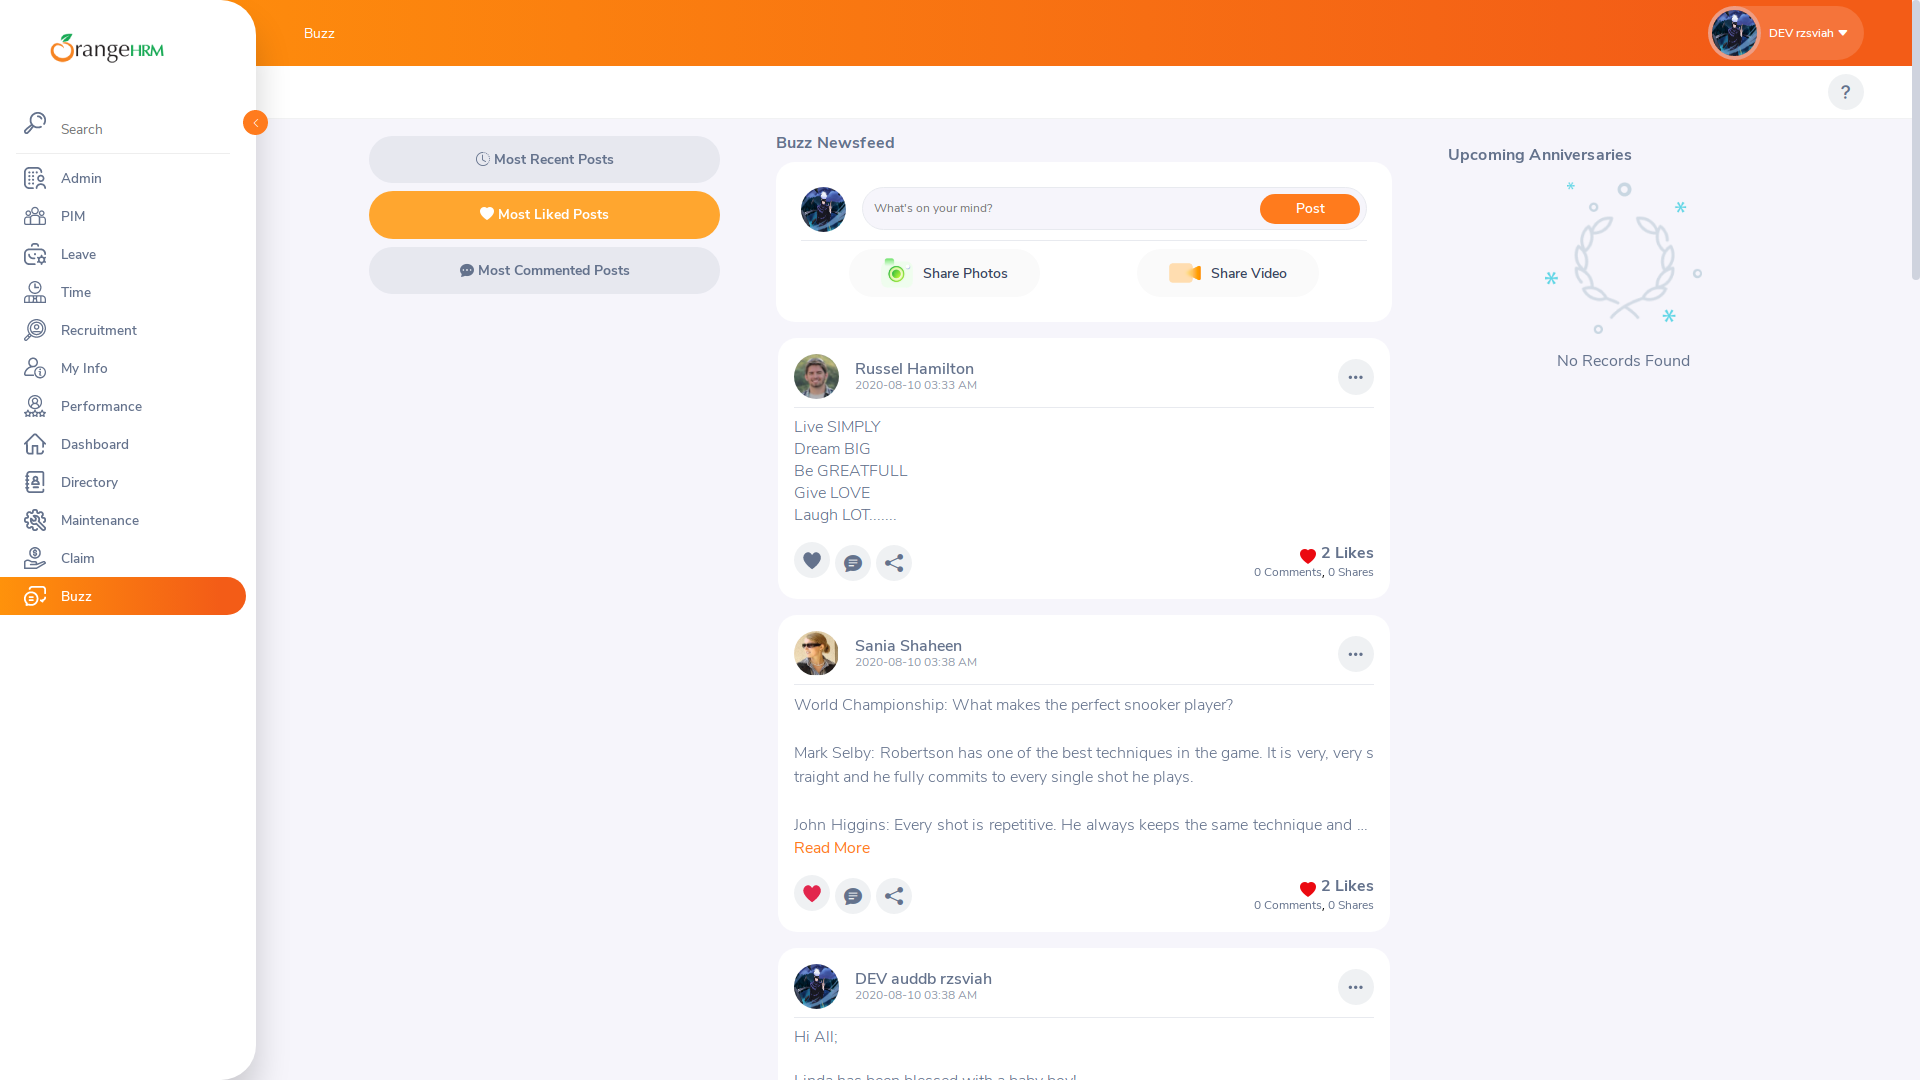 OrangeHRM
Search
Admin
PIM
Leave
Time
Recruitment
My Info
Performance
Dashboard
Directory
Maintenance
Claim
Buzz
Buzz
DEV rzsviah
?
Most Recent Posts
Most Liked Posts
Most Commented Posts
Buzz Newsfeed
What's on your mind?
Post
Share Photos
Share Video
Russel Hamilton
2020-08-10 03:33 AM
Live SIMPLY
Dream BIG
Be GREATFULL
Give LOVE
Laugh LOT.......
2 Likes
0 Comments, 0 Shares
Sania Shaheen
2020-08-10 03:38 AM
World Championship: What makes the perfect snooker player?
Mark Selby: Robertson has one of the best techniques in the game. It is very, very s
traight and he fully commits to every single shot he plays.
John Higgins: Every shot is repetitive. He always keeps the same technique and ...
Read More
2 Likes
0 Comments, 0 Shares
DEV auddb rzsviah
2020-08-10 03:38 AM
Hi All;
Linda has been blessed with a baby boy!
Upcoming Anniversaries
No Records Found